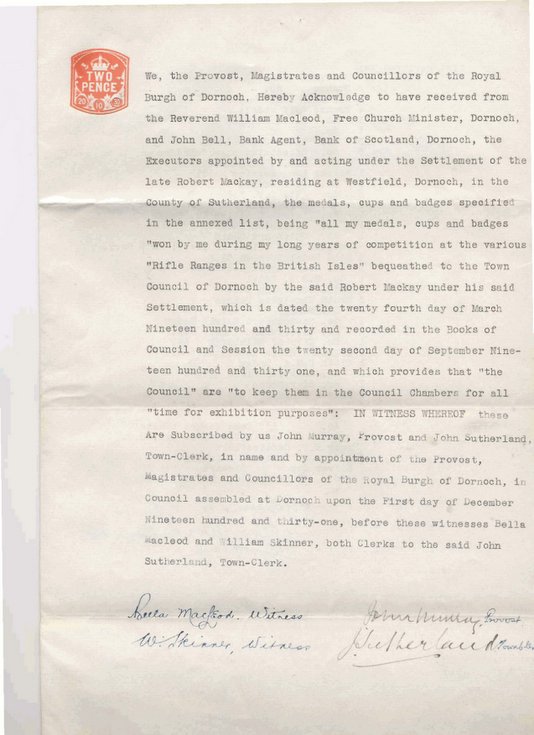 TWO
PENCE
We, the Provost, Magistrates and Councillors of the Royal
Burgh of Dornoch, Hereby Acknowledge to have received from
the Reverend William Macleod, Free Church Minister, Dornoch,
and John Bell, Bank Agent, Bank of Scotland, Dornoch, the
Executors appointed by and acting under the Settlement of the
late Robert Mackay, residing at Westfield, Dornoch, in the
County of Sutherland, the medals, cups and badges specified
in the annexed list, being "all my medals, cups and badges
"won by me during my long years of competition at the various
"Rifle Ranges in the British Isles" bequeathed to the Town
Council of Dornoch by the said Robert Mackay under his said
Settlement, which is dated the twenty fourth day of March
Nineteen hundred and thirty and recorded in the Books of
Council and Session the twenty second day of September Nine-
teen hundred and thirty one, and which provides that "the
Council" are "to keep them in the Council Chambers for all
"time for exhibition purposes": IN WITNESS WHEREOF these
Are Subscribed by us John Murray, Provost and John Sutherland,
Town-Clerk, in name and by appointment of the Provost,
Magistrates and Councillors of the Royal Burgh of Dornoch, in
Council assembled at Dornoch upon the First day of December
Nineteen hundred and thirty-one, before these witnesses Bella
Macleod and William Skinner, both Clerks to the said John
Sutherland, Town-Clerk.
Bella Macleod, Witness John Murray, Provost
W. Skinner, Witness J Sutherland